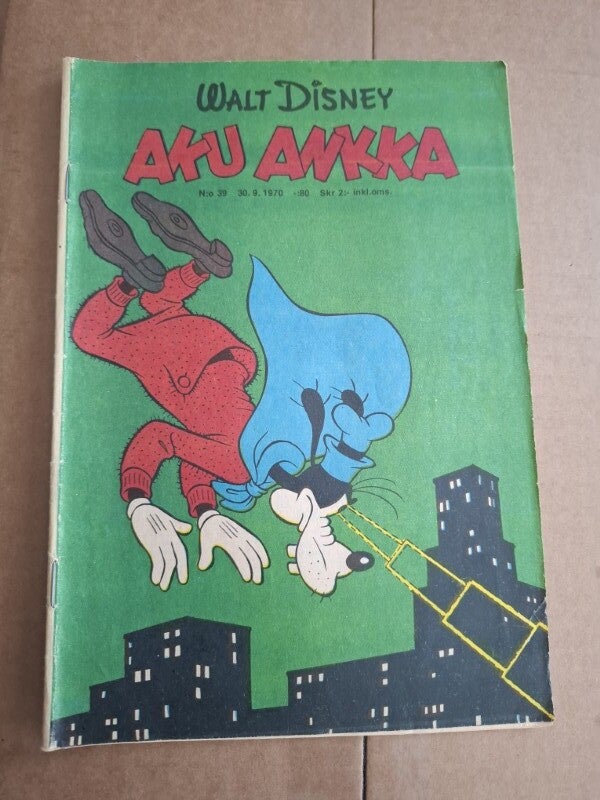 WALT DISNEY
AKU ANKKA
N:o 39 30. 9. 1970 -:80 Skr 2:- inkl.oms.